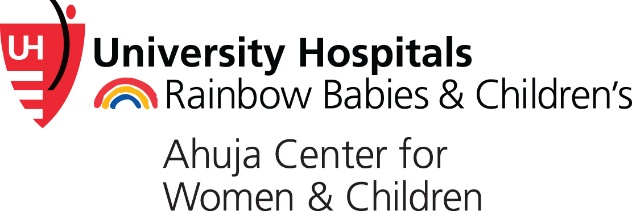 UH
University Hospitals
Rainbow Babies & Children's
Ahuja Center for
Women & Children